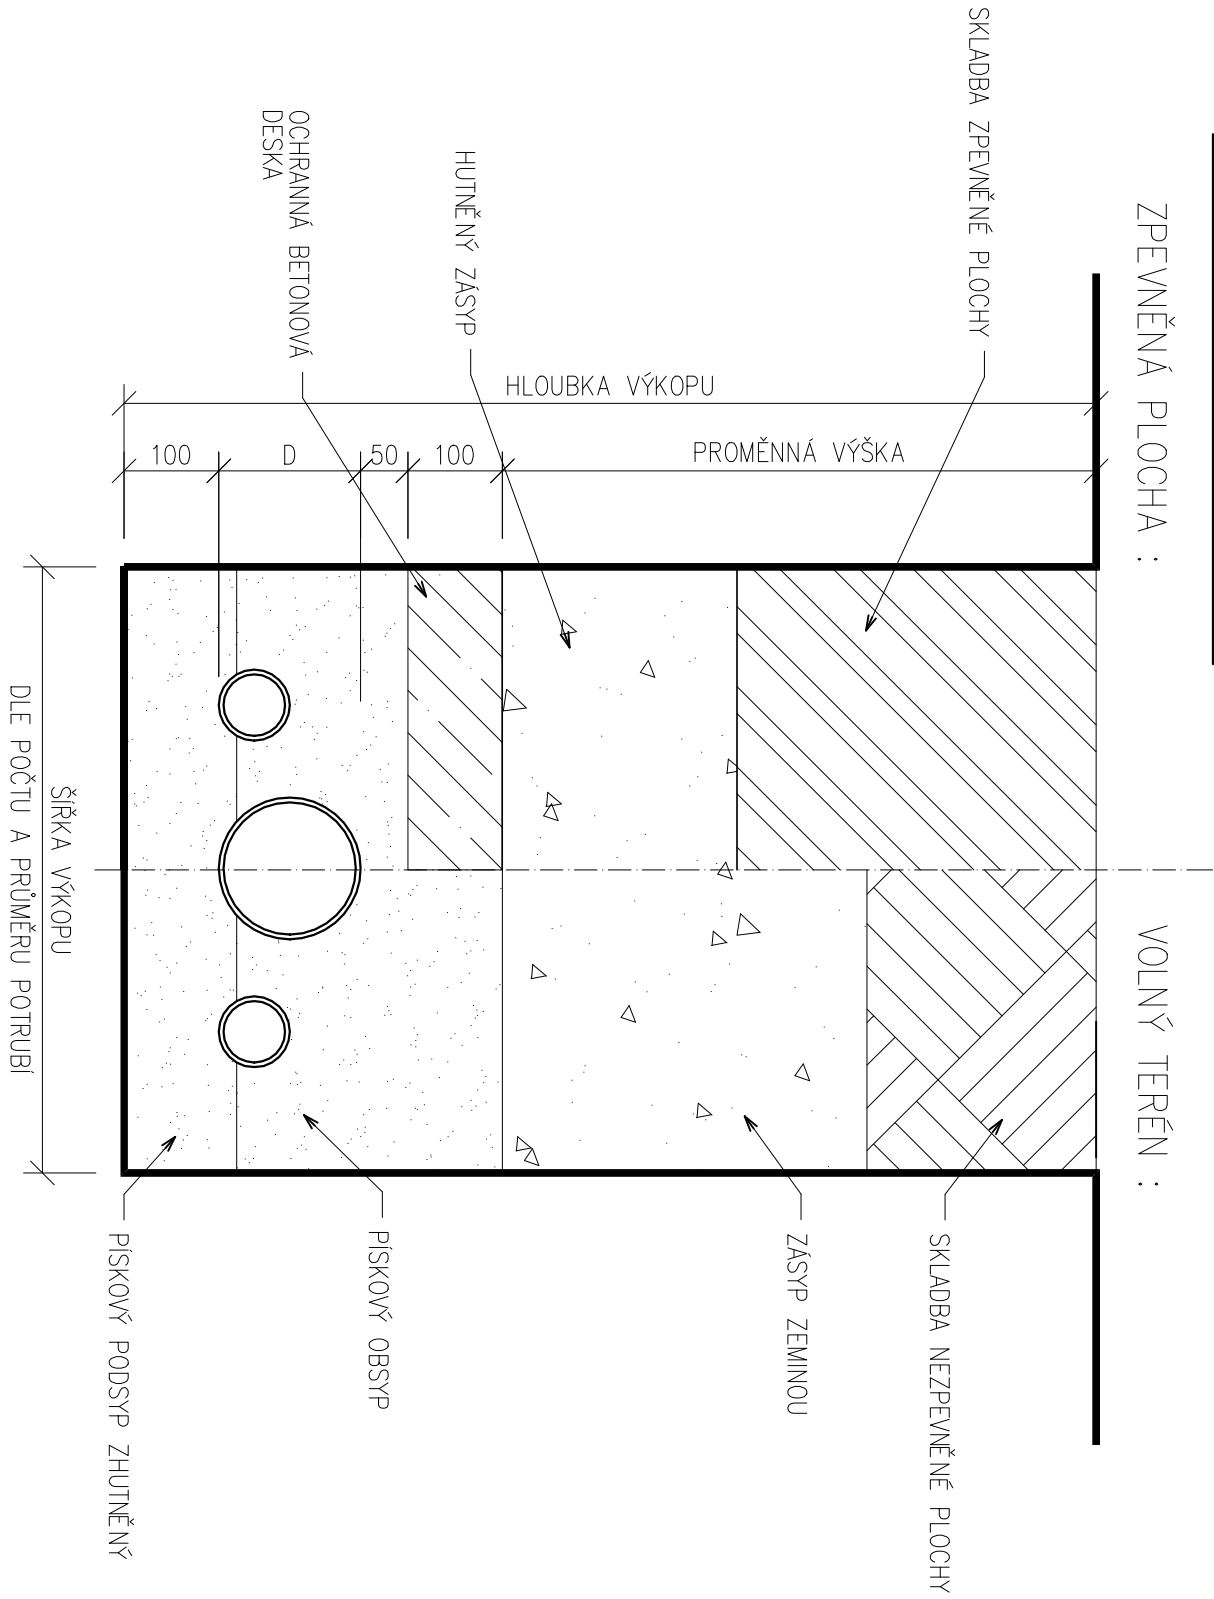 ZPEVNĚNÁ PLOCHA :
VOLNÝ TERÉN :
SKLADBA ZPEVNĚNÉ PLOCHY
HUTNĚNÝ ZÁSYP
OCHRANNÁ BETONOVÁ
DESKA
HLOUBKA VÝKOPU
PROMĚNNÁ VÝŠKA
100
50
D
100
SKLADBA NEZPEVNĚNÉ PLOCHY
ZÁSYP ZEMINOU
PÍSKOVÝ OBSYP
PÍSKOVÝ PODSYP ZHUTNĚNÝ
ŠÍŘKA VÝKOPU
DLE POČTU A PRŮMĚRU POTRUBÍ